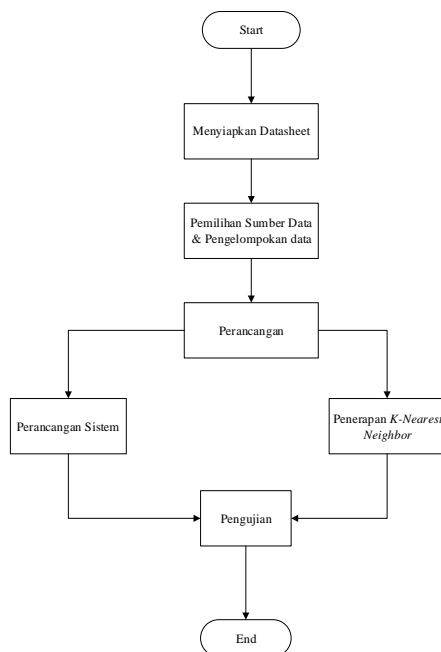 Start
Menyiapkan Datasheet
Pemilihan Sumber Data
& Pengelompokan data
Perancangan
Perancangan Sistem
Penerapan K-Nearest
Neighbor
Pengujian
End